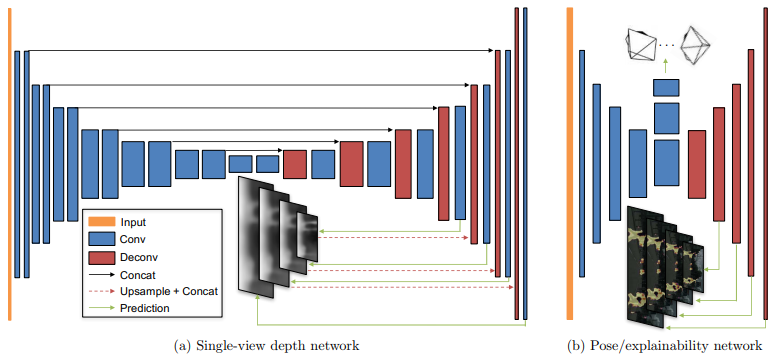 Input
Conv
Deconv
Concat
Upsample + Concat
Prediction
(a) Single-view depth network
(b) Pose/explainability network